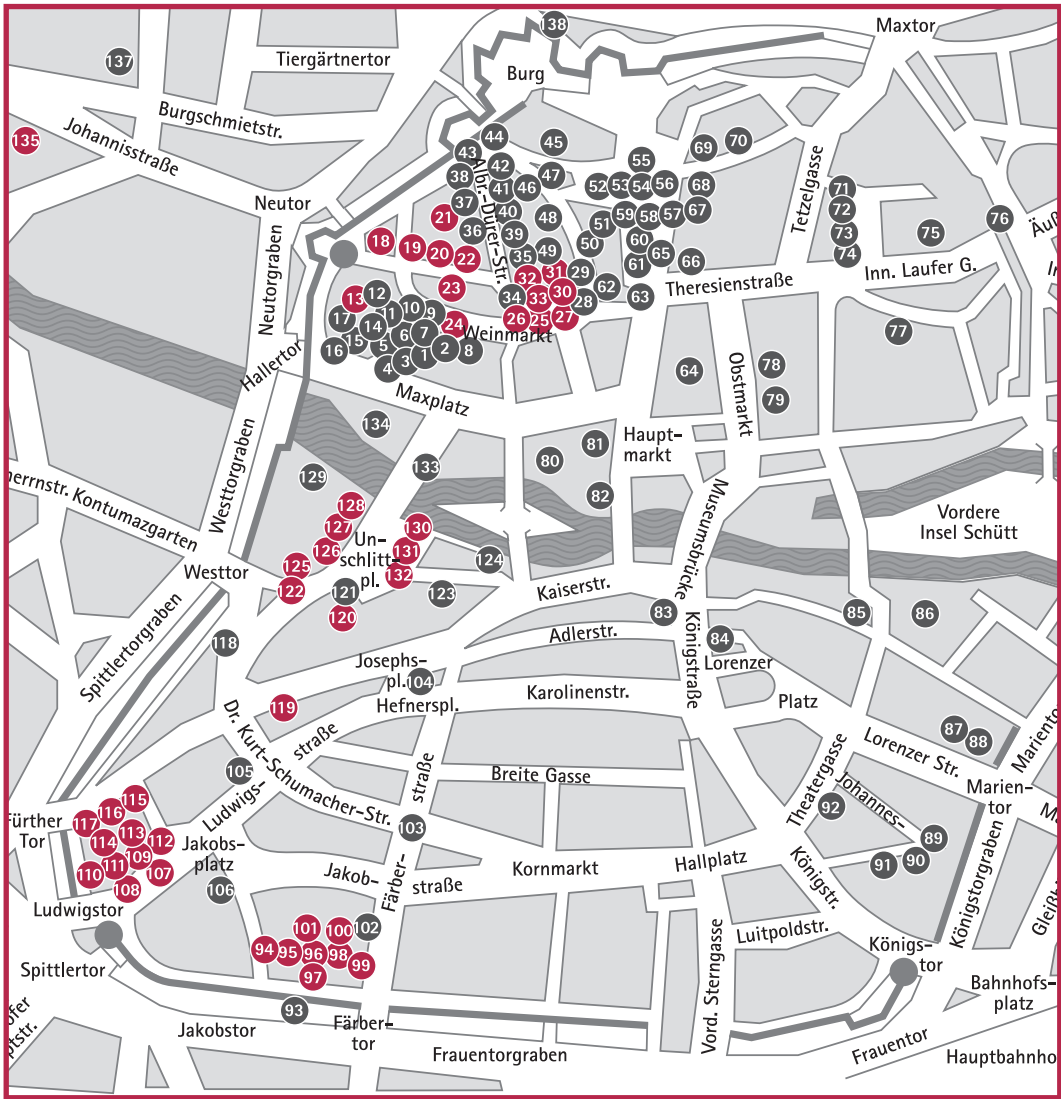 138
Maxtor
Tiergärtnertor
137
Burg
Burgschmietstr.
135
Johannisstraße
44
45
70
69
43
42
55
38
Albr.-Dürer-Str.
47
41
46
52
53
54
56
68
71
Tetzelgasse
Neutor
37
21
40
48
59
58
57
67
72
76
36
39
51
73
75
18
19
20
22
35
49
50
60
65
66
74
Inn. Laufer G.
Neutorgraben
61
32
31
29
Theresienstraße
23
62
13
12
34
33
30
28
63
17
11
10
9
24
26
25
27
14
7
Weinmarkt
77
16
15
5
6
2
8
Hallertor
4
3
1
64
Obstmarkt
78
79
Maxplatz
134
Haupt-
markt
81
80
133
129
82
Museumsbrücke
herrnstr.
Kontumazgarten
Westtorgraben
128
127
130
Vordere
Insel Schütt
126
Un-
schlitt-
pl.
131
124
Westtor
125
132
122
121
123
Kaiserstr.
120
83
85
86
Spittlertorgraben
118
Adlerstr.
Königstraße
84
Lorenzer
Platz
Josephs-
pl.
104
Hefnerspl.
Karolinenstr.
119
Dr. Kurt-Schumacher-Str.
87
88
Lorenzer Str.
Ludwigs-
straße
105
Breite Gasse
Theatergasse
Marien-
tor
115
116
117
Fürther
Tor
113
112
114
109
111
110
107
108
92
Johannes-
89
90
91
103
Jakobs-
platz
106
Kornmarkt
Hallplatz
Jakob-
straße
Färber-
straße
Königstr.
Königstorgraben
Ludwigstor
101
100
102
Luitpoldstr.
94
95
96
98
99
97
Königs-
tor
Spittlertor
Vord. Sterngasse
Bahnhofs-
platz
93
Jakobstor
Färber-
tor
Frauentorgraben
Frauentor
Hauptbahnho